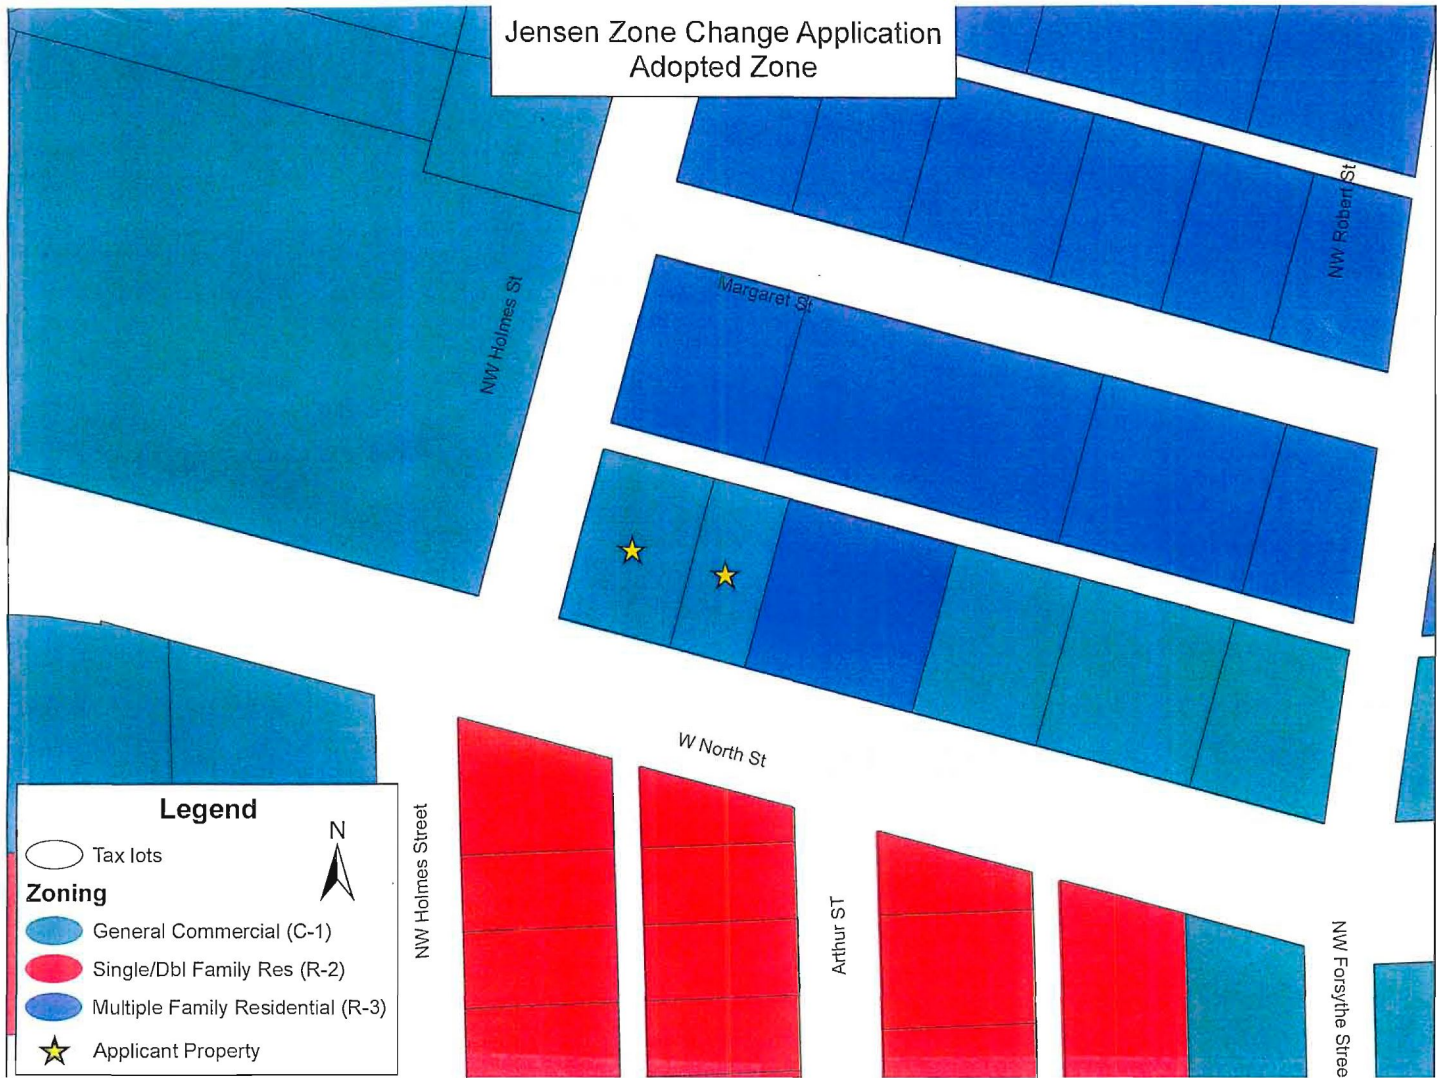 Jensen Zone Change Application
Adopted Zone
NW Robert St
NW Holmes St
Margaret St
W North St
NW Holmes Street
Arthur ST
NW Forsythe Stree
Legend
N
Tax lots
Zoning
General Commercial (C-1)
Single/Dbl Family Res (R-2)
Multiple Family Residential (R-3)
Applicant Property